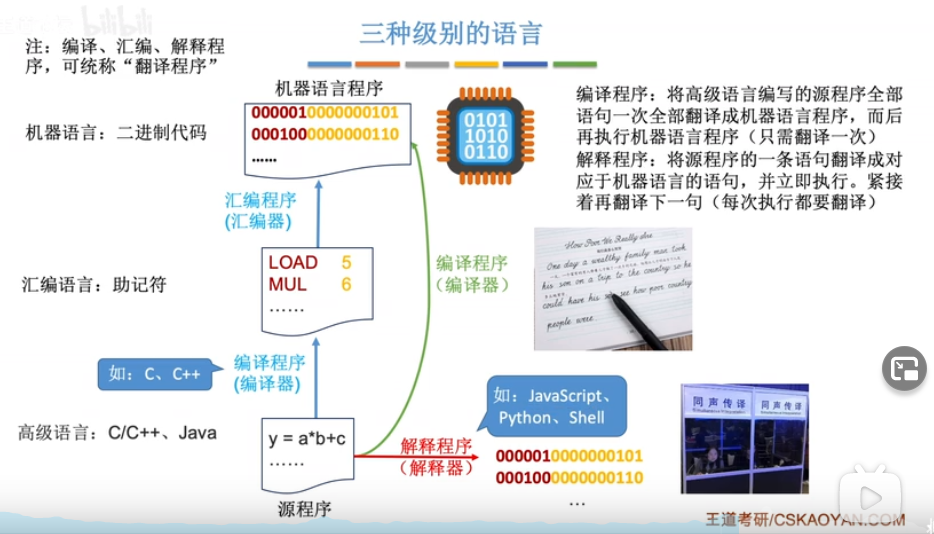 bilibili
三种级别的语言
注：编译、汇编、解释程
序，可统称“翻译程序”
机器语言程序
0000010000000101
0001000000000110
......
机器语言：二进制代码
0101
1010
0110
编译程序：将高级语言编写的源程序全部
语句一次全部翻译成机器语言程序，而后
再执行机器语言程序（只需翻译一次）
解释程序：将源程序的一条语句翻译成对
应于机器语言的语句，并立即执行。紧接
着再翻译下一句（每次执行都要翻译）
汇编程序
(汇编器)
LOAD 5
MUL 6
......
汇编语言：助记符
编译程序
（编译器）
How Poor We Really Are
One day a wealthy family man took
his son on a trip to the country so he
could have his son see how poor country
people were
如：C、C++
编译程序
(编译器)
如：JavaScript、
Python、Shell
同声传译
同声传译
高级语言：C/C++、Java
y = a*b+c
......
解释程序
（解释器）
0000010000000101
0001000000000110
...
源程序
王道考研/CSKAOYAN.COM